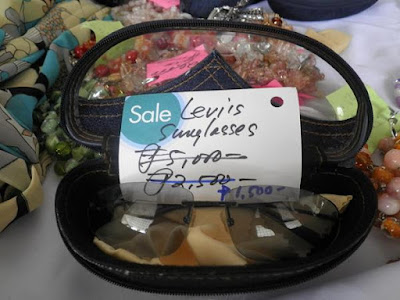 Sale
Levi's
Sunglasses
₱5,000-
₱2,500-
₱1,500-